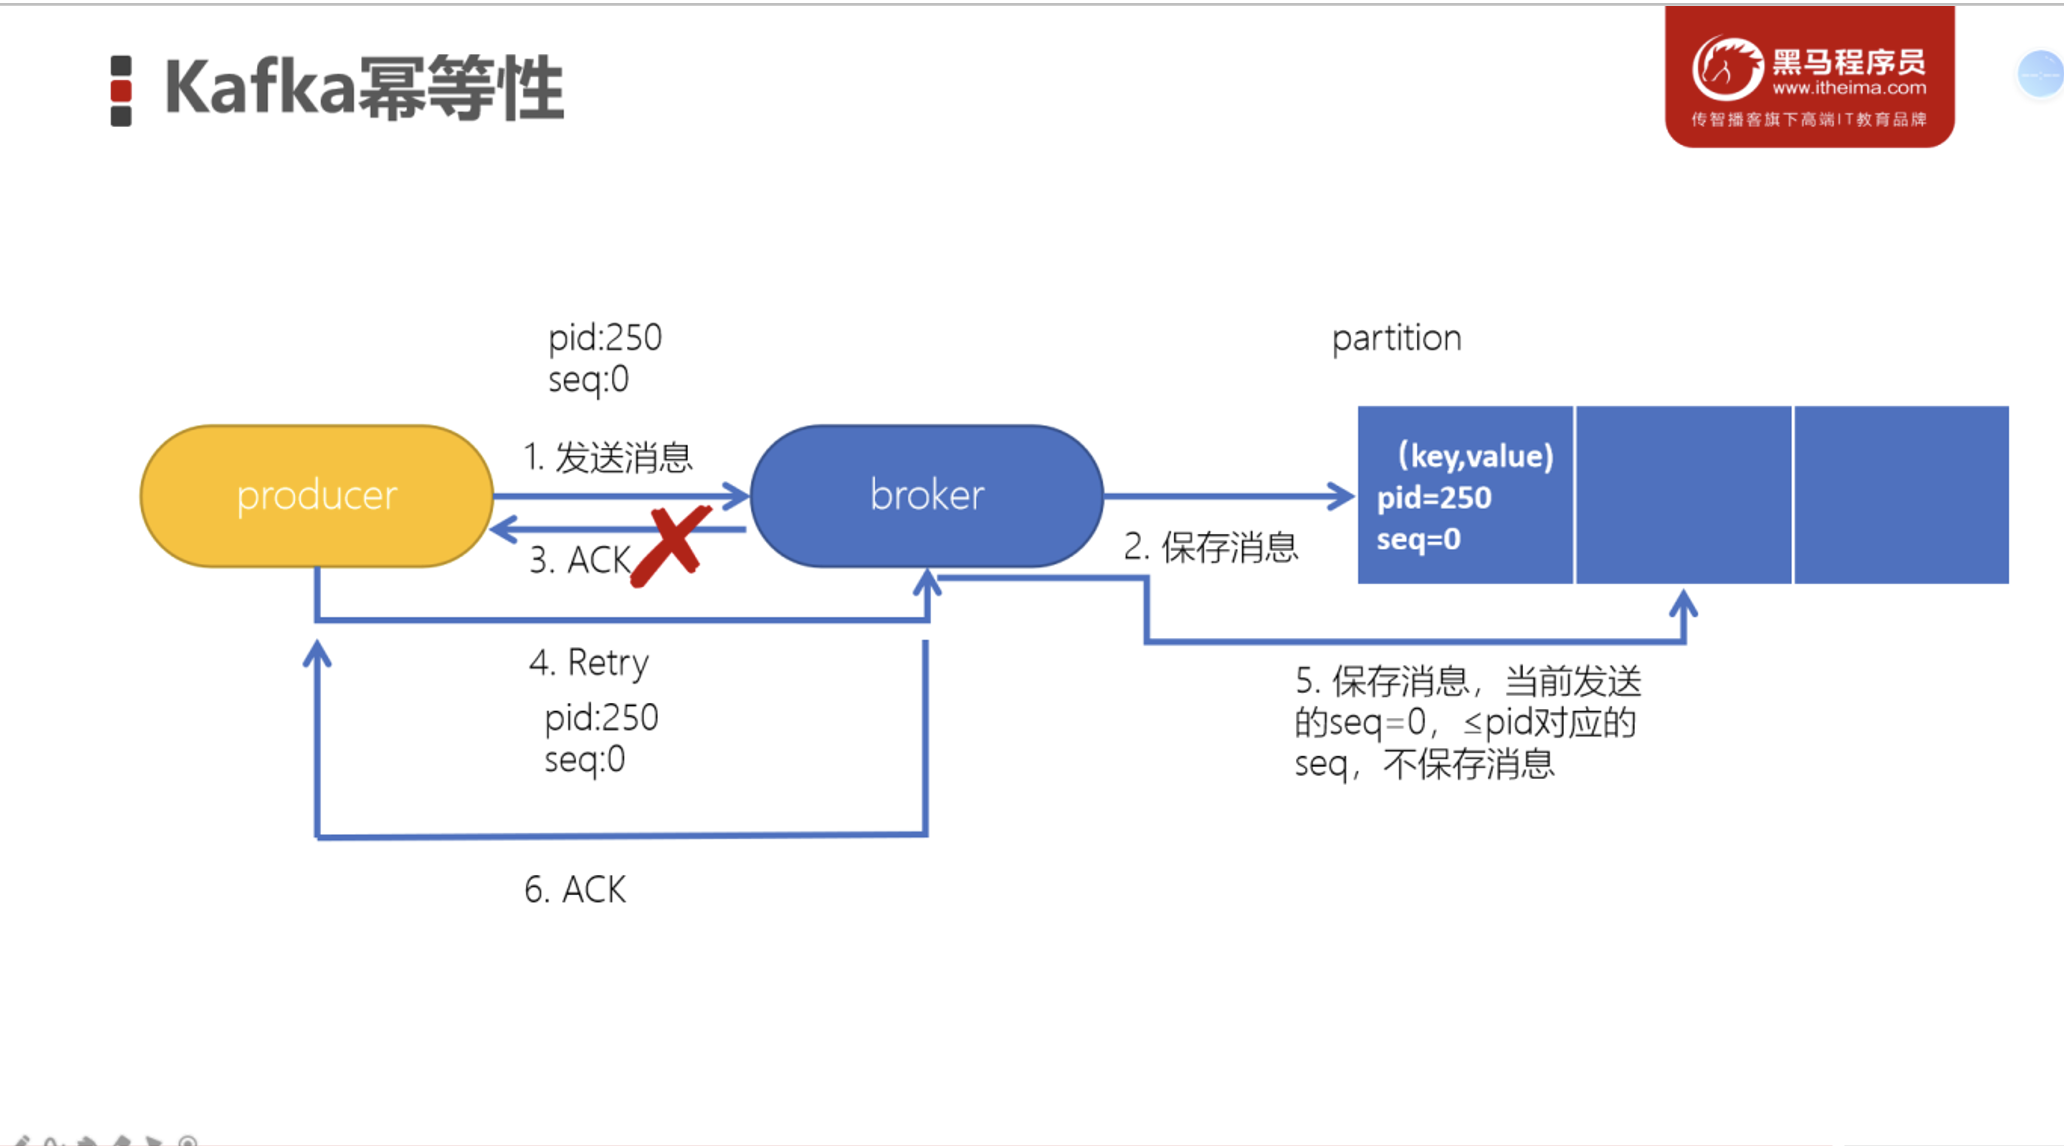 Kafka幂等性
黑马程序员
www.itheima.com
传智播客旗下高端IT教育品牌
pid:250
seq:0
partition
1. 发送消息
producer
broker
3. ACK
2. 保存消息
（key,value)
pid=250
seq=0
4. Retry
pid:250
seq:0
5. 保存消息，当前发送
的seq=0，≤pid对应的
seq，不保存消息
6. ACK